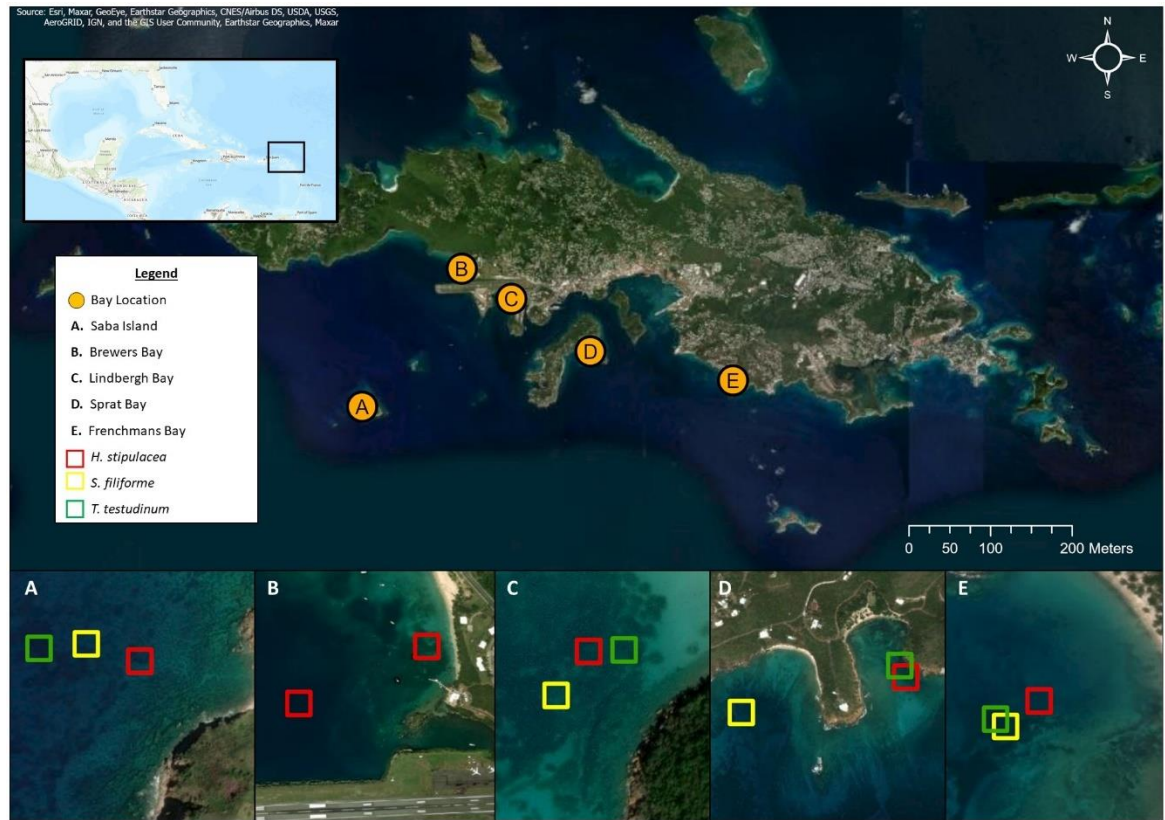 Source: Esri, Maxar, GeoEye, Earthstar Geographics, CNES/Airbus DS, USDA, USGS,
AeroGRID, IGN, and the GIS User Community, Earthstar Geographics, Maxar
N
W E
S
Legend
Bay Location
A. Saba Island
B. Brewers Bay
C. Lindbergh Bay
D. Sprat Bay
E. Frenchmans Bay
H. stipulacea
S. filiforme
T. testudinum
B
C
D
E
A
0 50 100 200 Meters
A B C D E